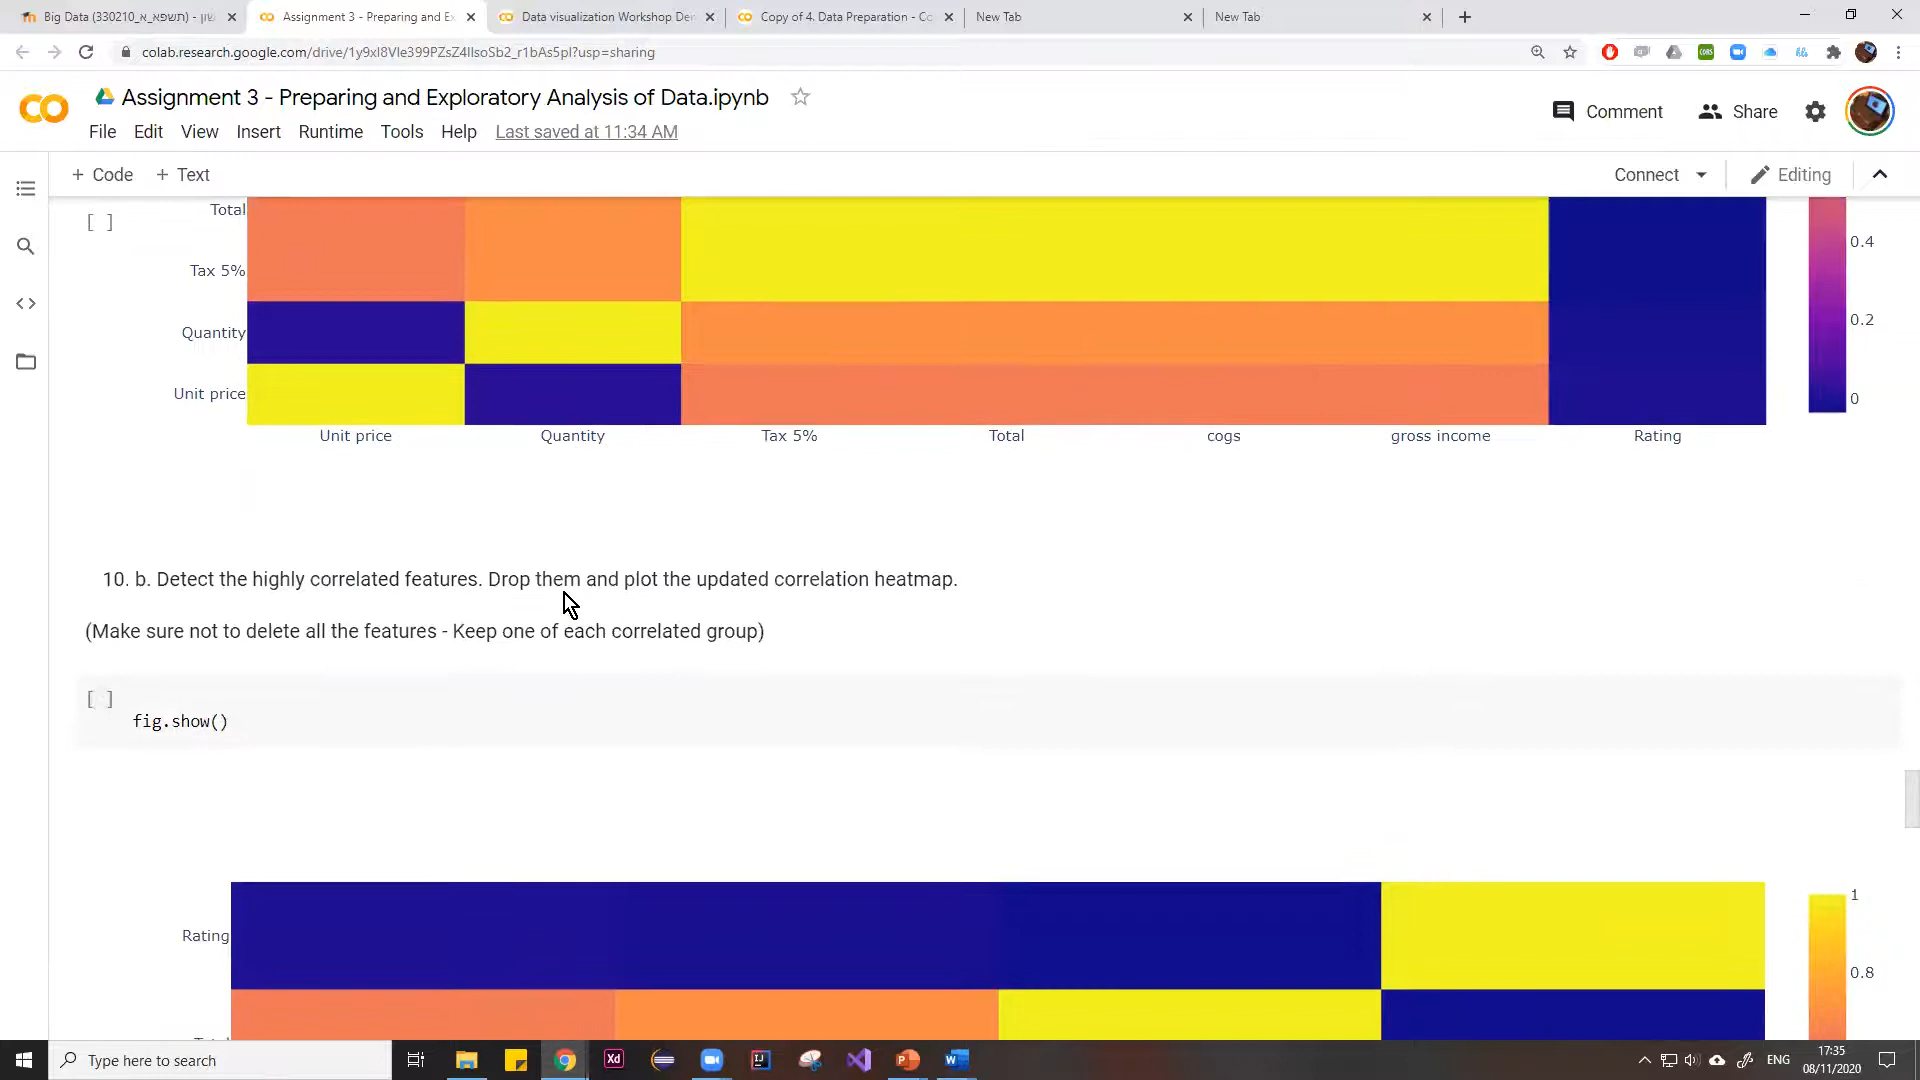 Big Data (330210_תשפא_א) - שון
Assignment 3 - Preparing and Ex
Data visualization Workshop Der
Copy of 4. Data Preparation - Co
New Tab
New Tab
colab.research.google.com/drive/1y9xI8Vle399PZsZ4IlsoSb2_r1bAs5pl?usp=sharing
Assignment 3 - Preparing and Exploratory Analysis of Data.ipynb
Comment
Share
File Edit View Insert Runtime Tools Help Last saved at 11:34 AM
+ Code + Text
Connect
Editing
[ ]
Total
0.4
Tax 5%
0.2
Quantity
Unit price
0
Unit price Quantity Tax 5% Total cogs gross income Rating
10. b. Detect the highly correlated features. Drop them and plot the updated correlation heatmap.
(Make sure not to delete all the features - Keep one of each correlated group)
[ ]
fig.show()
1
Rating
0.8
Type here to search
ENG
17:35
08/11/2020